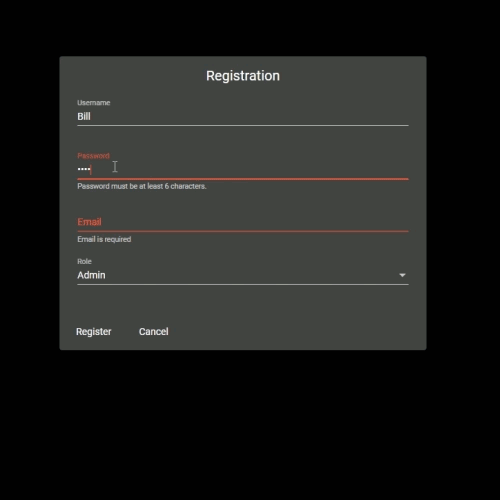 Registration
Username
Bill
Password
••••
Password must be at least 6 characters.
Email
Email is required
Role
Admin
Register Cancel